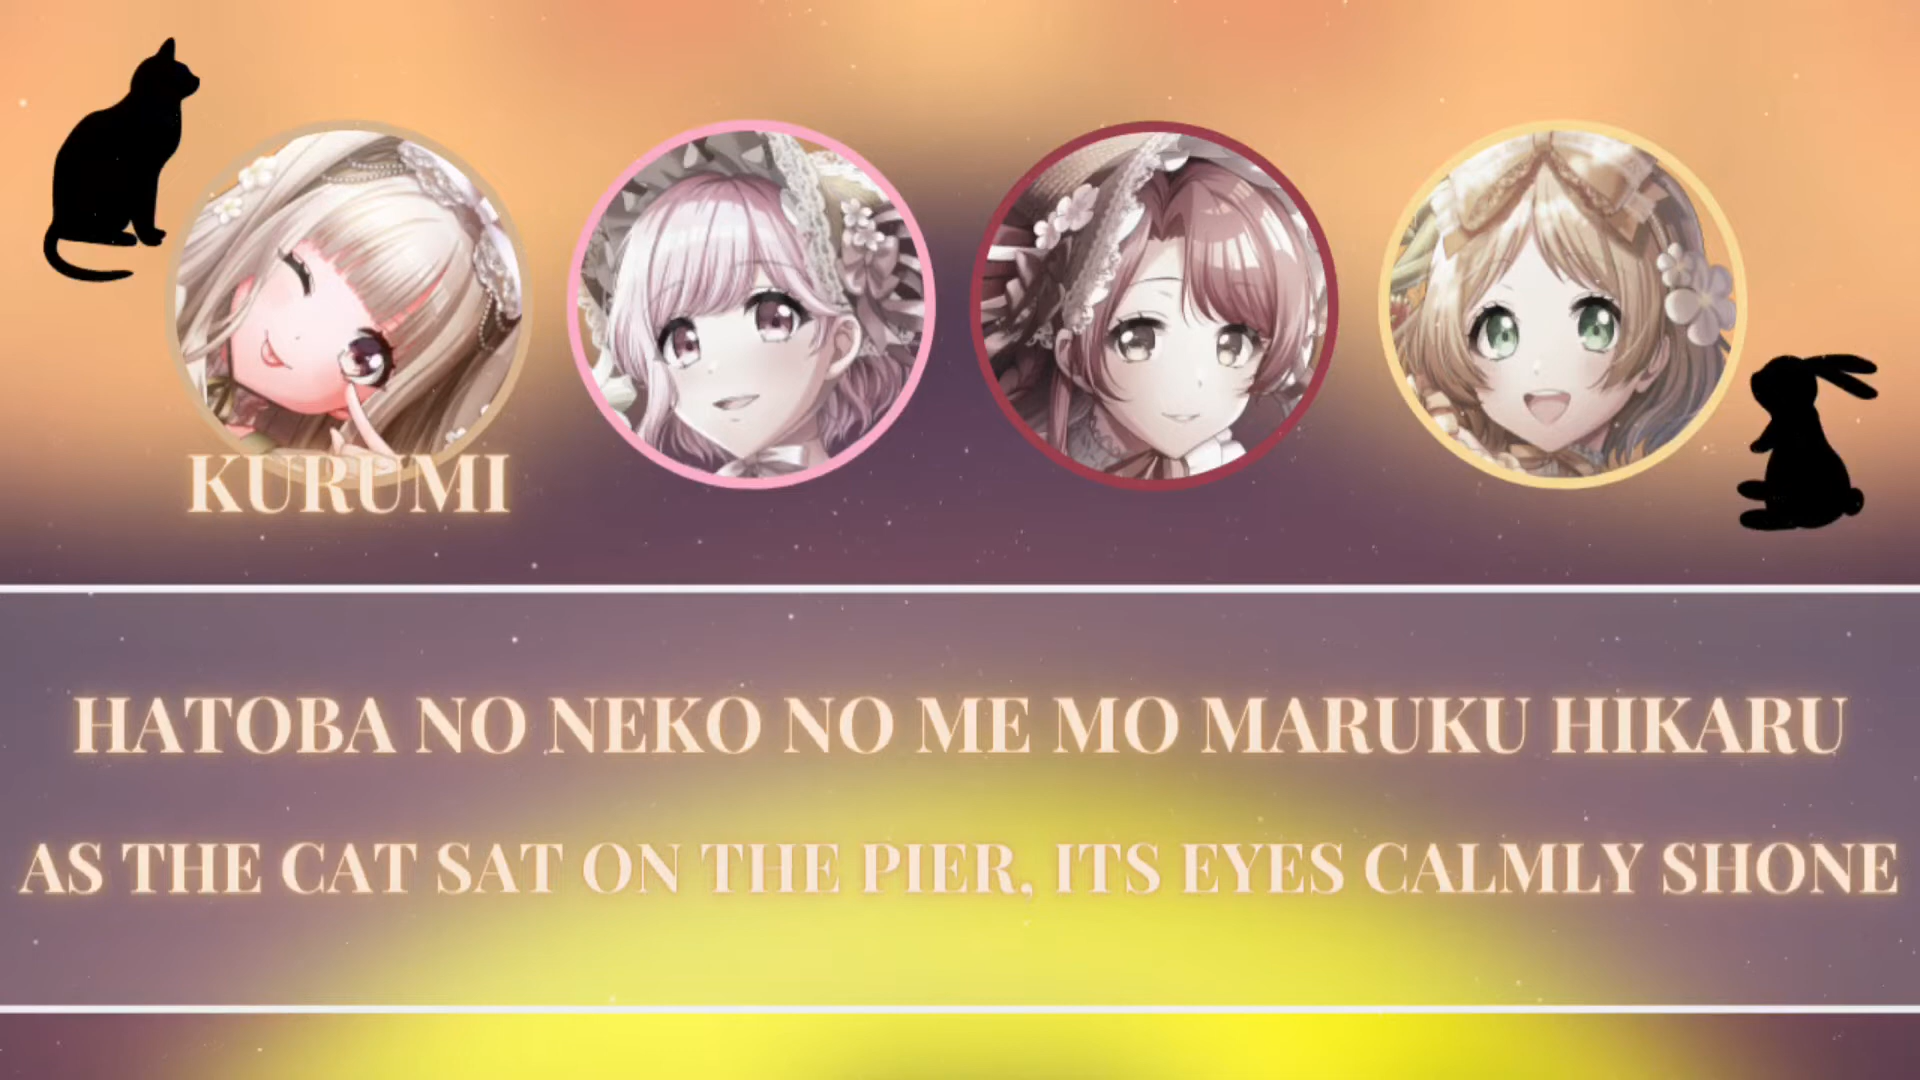 KURUMI
HATOBA NO NEKO NO ME MO MARUKU HIKARU
AS THE CAT SAT ON THE PIER, ITS EYES CALMLY SHONE